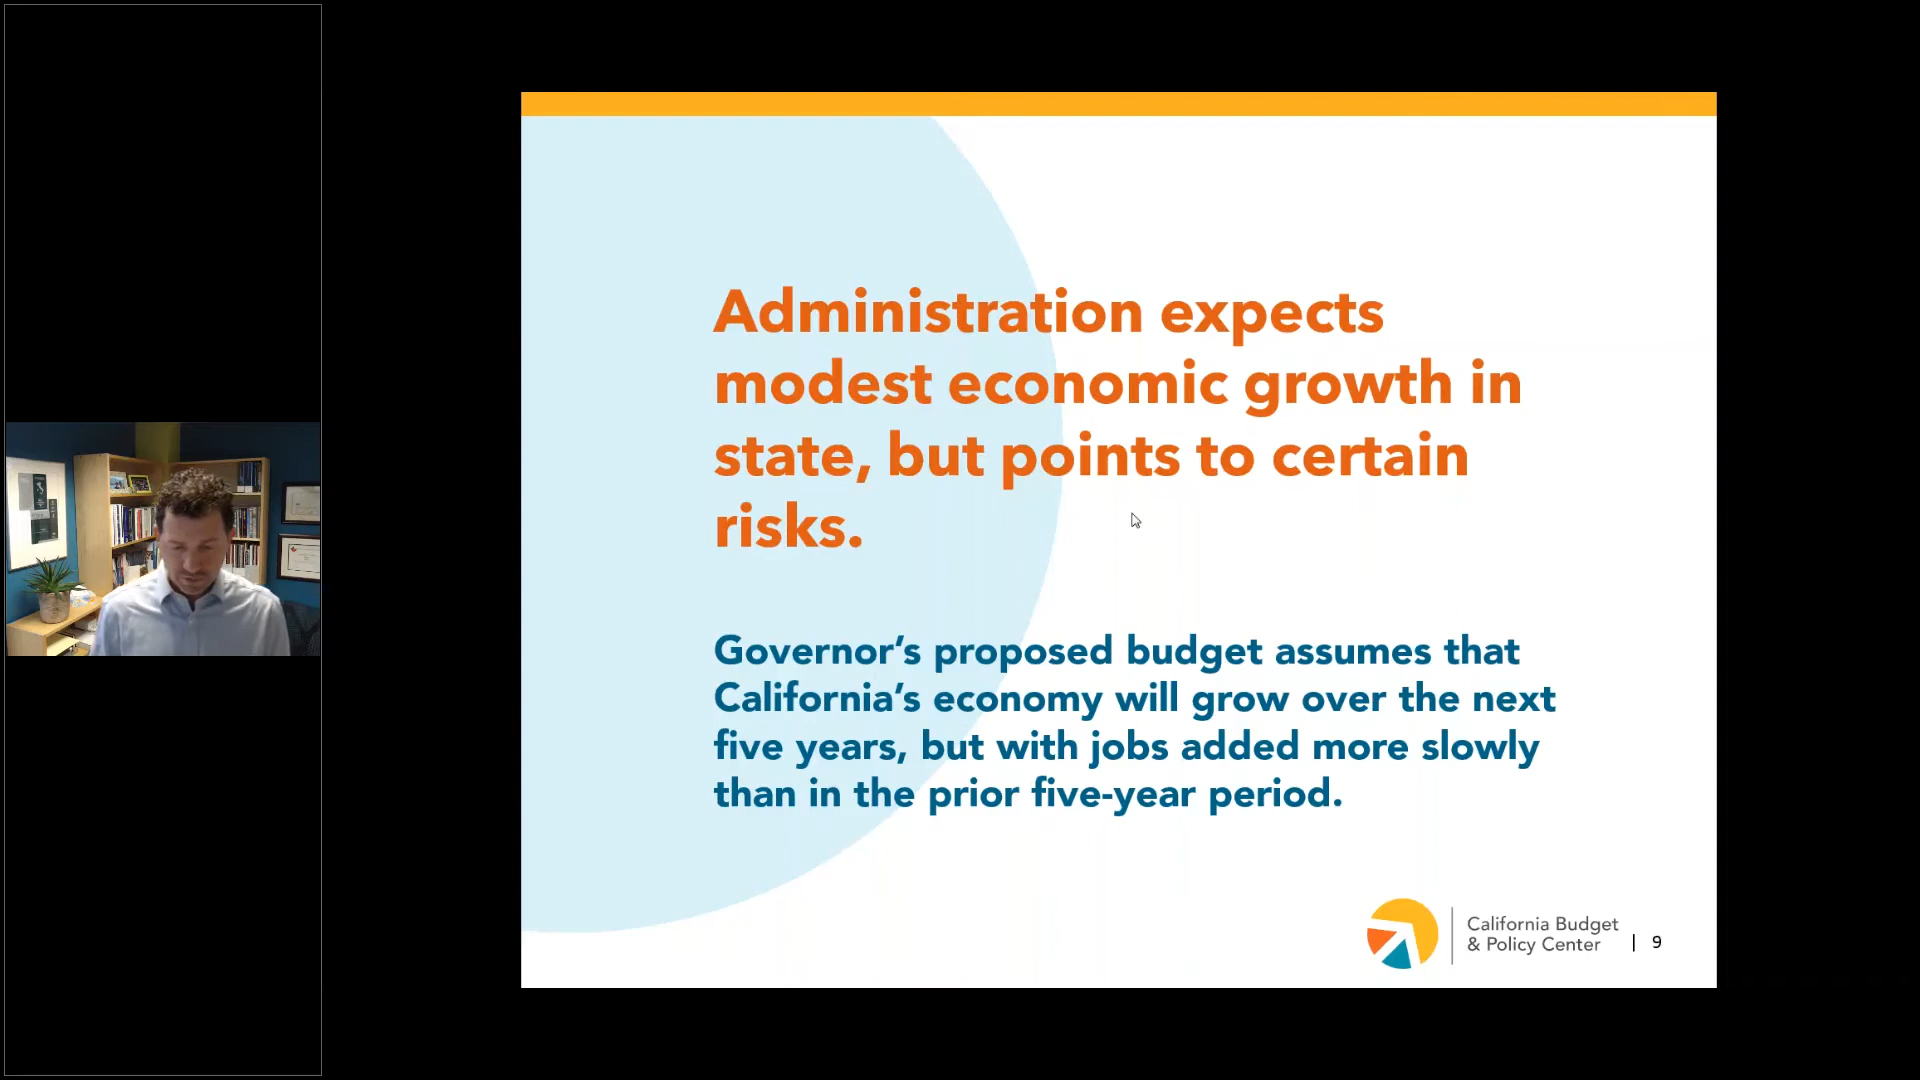 Administration expects
modest economic growth in
state, but points to certain
risks.
Governor’s proposed budget assumes that
California’s economy will grow over the next
five years, but with jobs added more slowly
than in the prior five-year period.
California Budget
& Policy Center
| 9